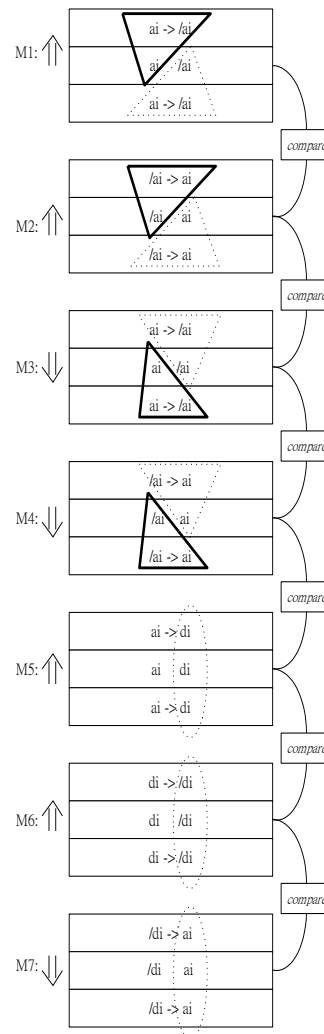 ai -> /ai
M1: ai /ai
ai -> /ai
compare
/ai -> ai
M2: /ai ai
/ai -> ai
compare
ai -> /ai
M3: ai /ai
ai -> /ai
compare
/ai -> ai
M4: /ai ai
/ai -> ai
compare
ai -> di
M5: ai di
ai -> di
compare
di -> /di
M6: di /di
di -> /di
compare
/di -> ai
M7: /di ai
/di -> ai